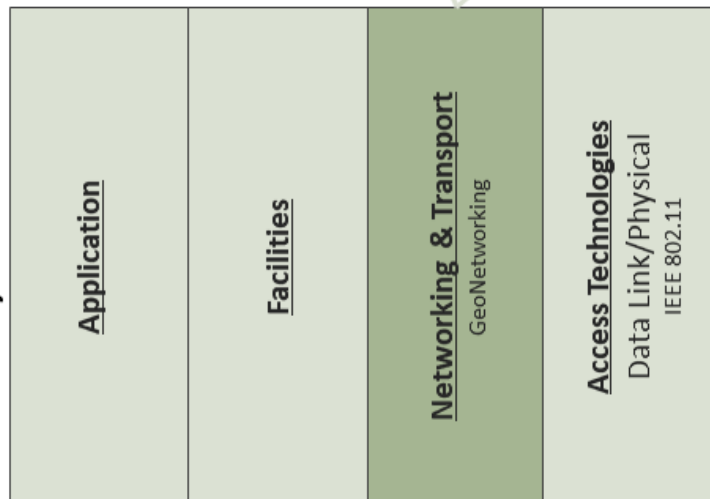 Application
Facilities
Networking & Transport
GeoNetworking
Access Technologies
Data Link/Physical
IEEE 802.11